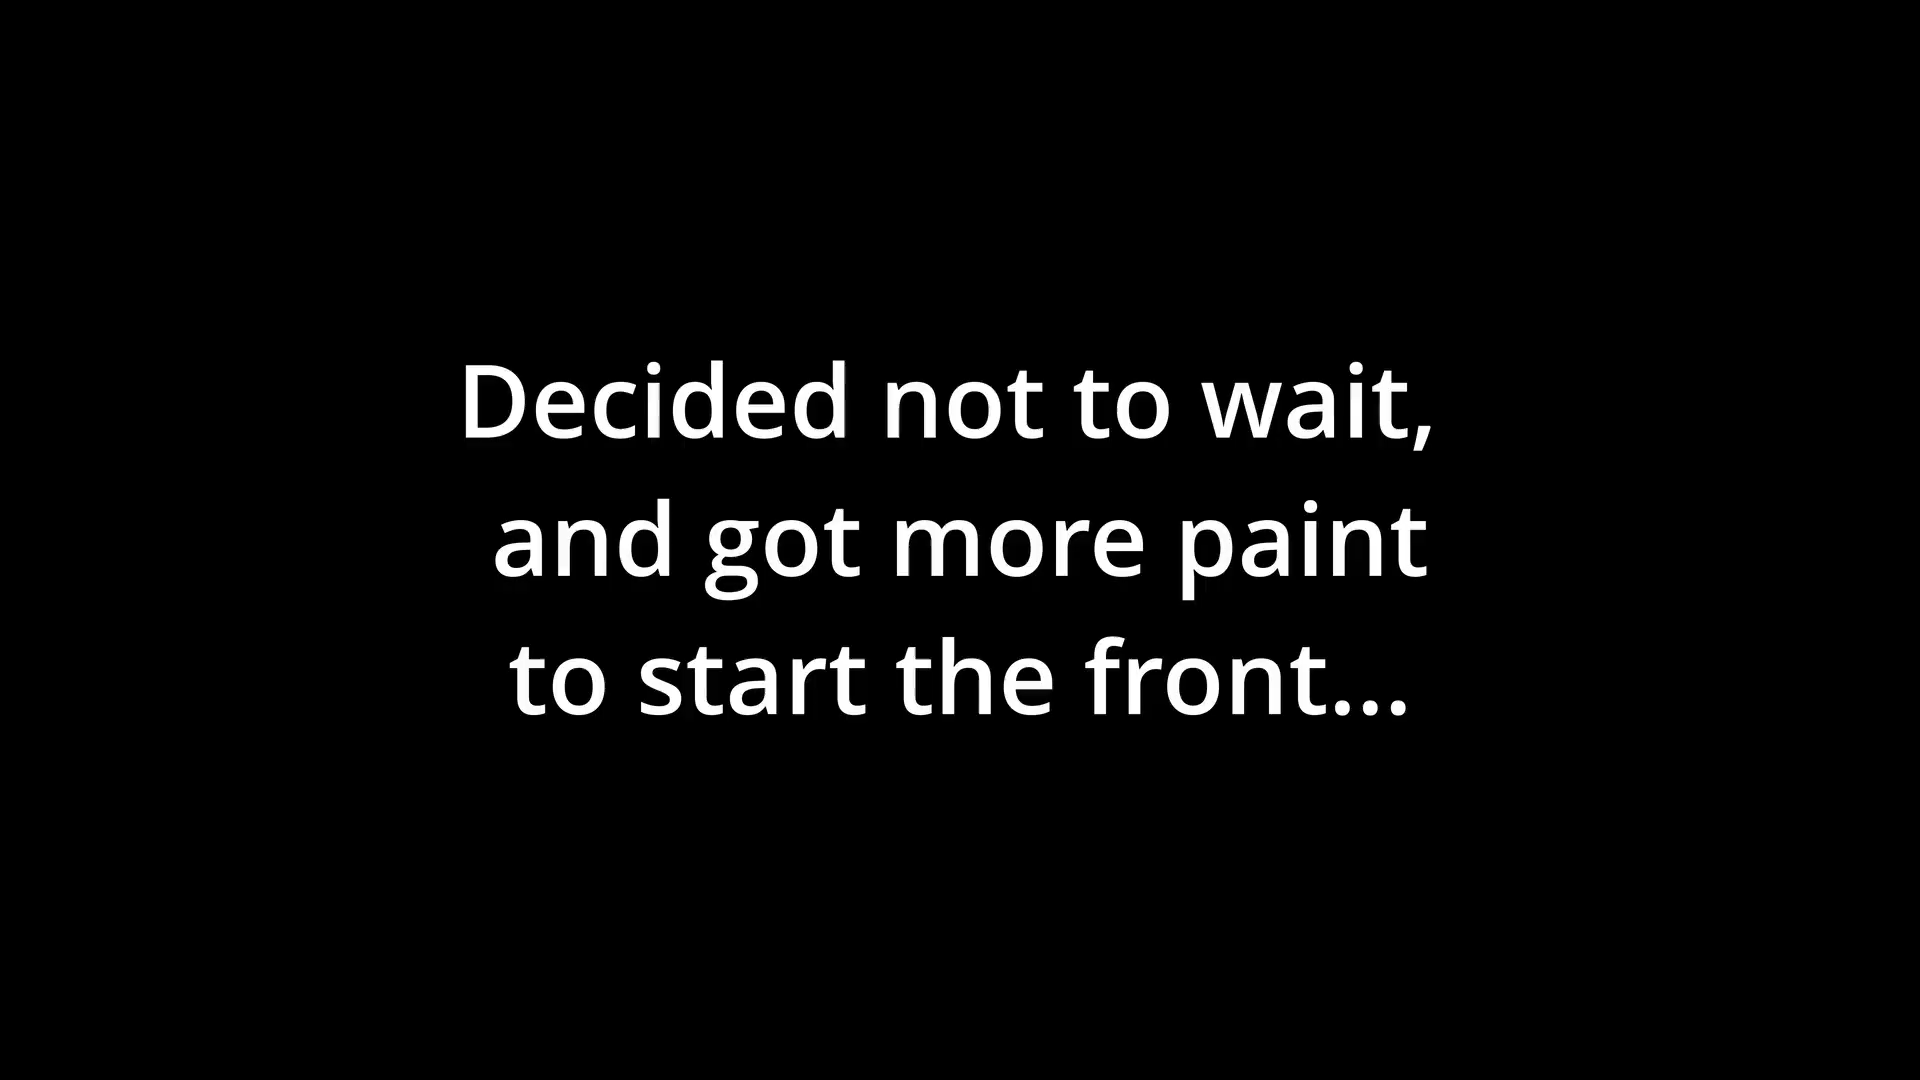 Decided not to wait,
and got more paint
to start the front...